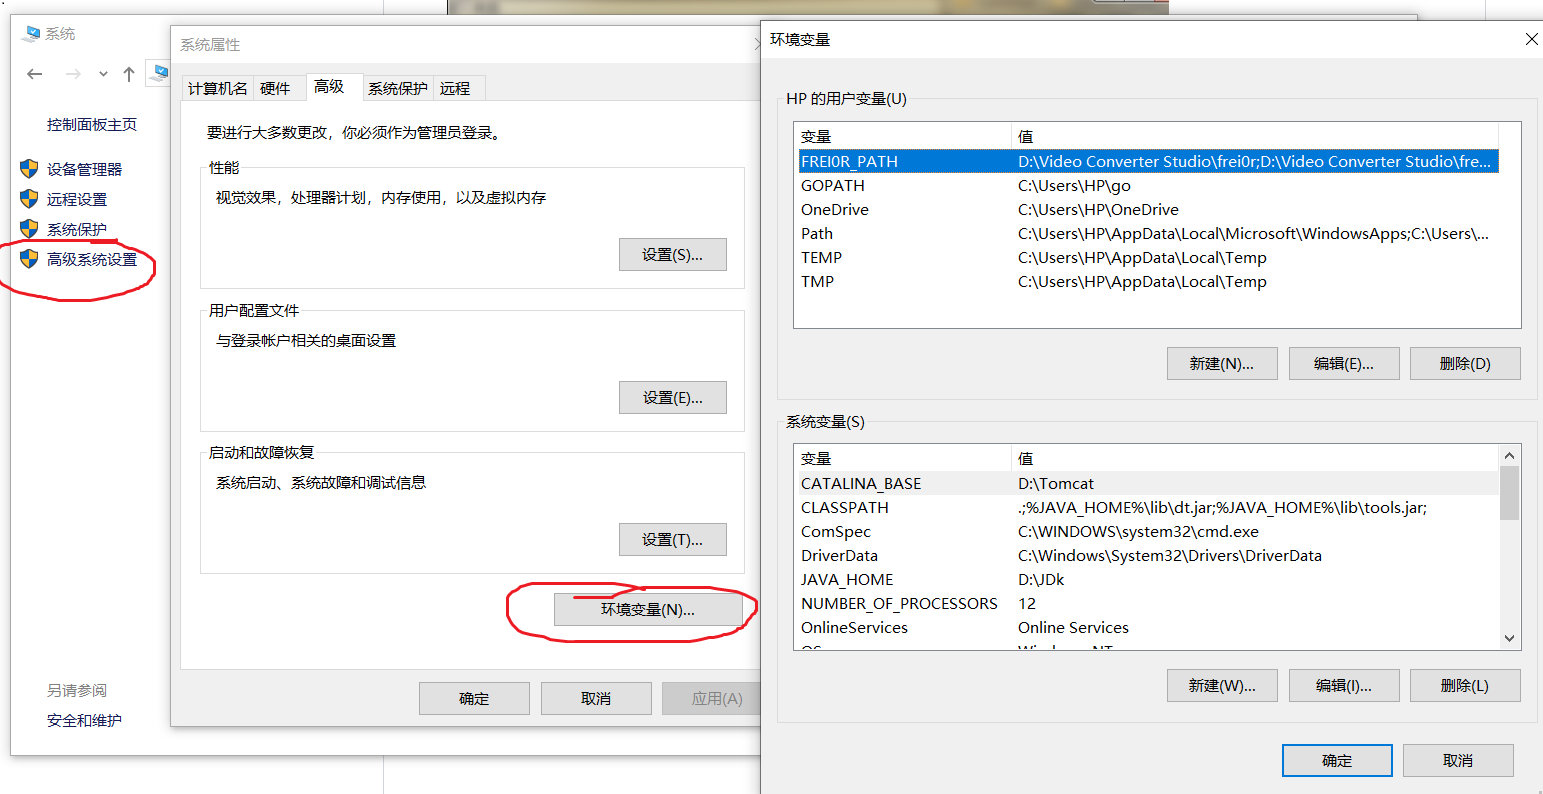 系统
控制面板主页
设备管理器
远程设置
系统保护
高级系统设置
另请参阅
安全和维护
系统属性
计算机名 硬件 高级 系统保护 远程
要进行大多数更改，你必须作为管理员登录。
性能
视觉效果，处理器计划，内存使用，以及虚拟内存
设置(S)...
用户配置文件
与登录帐户相关的桌面设置
设置(E)...
启动和故障恢复
系统启动、系统故障和调试信息
设置(T)...
环境变量(N)...
确定 取消 应用(A)
环境变量
HP 的用户变量(U)
变量 值
FREI0R_PATH D:\Video Converter Studio\frei0r;D:\Video Converter Studio\fre...
GOPATH C:\Users\HP\go
OneDrive C:\Users\HP\OneDrive
Path C:\Users\HP\AppData\Local\Microsoft\WindowsApps;C:\Users\...
TEMP C:\Users\HP\AppData\Local\Temp
TMP C:\Users\HP\AppData\Local\Temp
新建(N)... 编辑(E)... 删除(D)
系统变量(S)
变量 值
CATALINA_BASE D:\Tomcat
CLASSPATH .;%JAVA_HOME%\lib\dt.jar;%JAVA_HOME%\lib\tools.jar;
ComSpec C:\WINDOWS\system32\cmd.exe
DriverData C:\Windows\System32\Drivers\DriverData
JAVA_HOME D:\JDk
NUMBER_OF_PROCESSORS 12
OnlineServices Online Services
新建(W)... 编辑(I)... 删除(L)
确定 取消